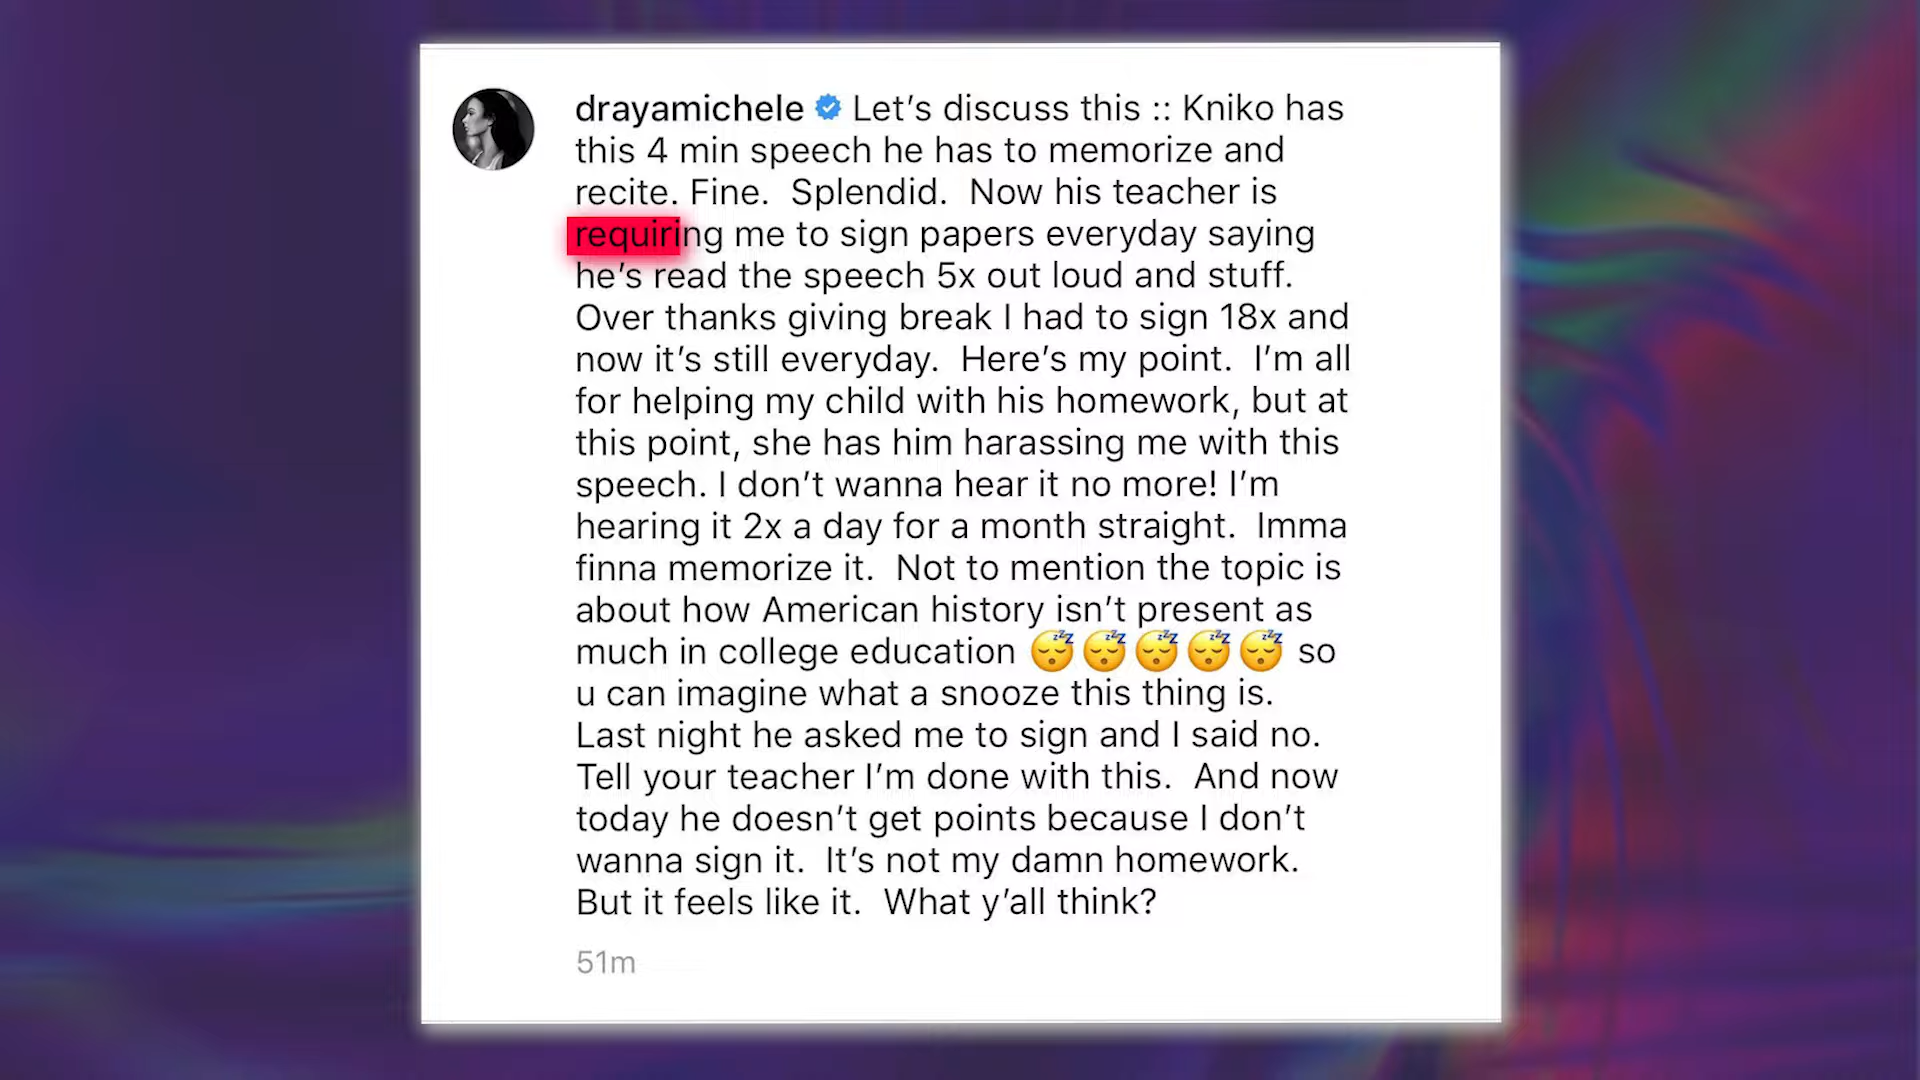 drayamichele Let's discuss this :: Kniko has
this 4 min speech he has to memorize and
recite. Fine. Splendid. Now his teacher is
requiring me to sign papers everyday saying
he's read the speech 5x out loud and stuff.
Over thanks giving break I had to sign 18x and
now it's still everyday. Here's my point. I'm all
for helping my child with his homework, but at
this point, she has him harassing me with this
speech. I don't wanna hear it no more! I'm
hearing it 2x a day for a month straight. Imma
finna memorize it. Not to mention the topic is
about how American history isn't present as
much in college education 😴😴😴😴😴 so
u can imagine what a snooze this thing is.
Last night he asked me to sign and I said no.
Tell your teacher I'm done with this. And now
today he doesn't get points because I don't
wanna sign it. It's not my damn homework.
But it feels like it. What y'all think?
51m